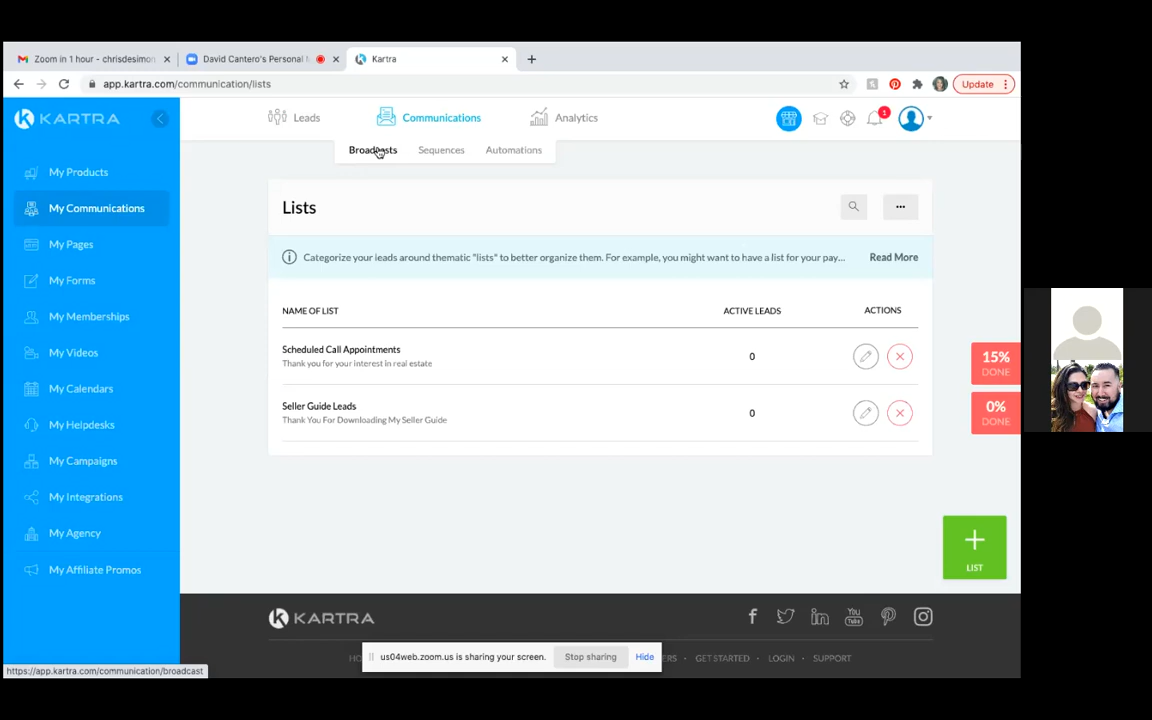 Zoom in 1 hour - chrisdesimon
David Cantero's Personal
Kartra
app.kartra.com/communication/lists
Update
KARTRA
Leads
Communications
Analytics
1
Broadcasts
Sequences
Automations
My Products
My Communications
My Pages
My Forms
My Memberships
My Videos
My Calendars
My Helpdesks
My Campaigns
My Integrations
My Agency
My Affiliate Promos
Lists
Categorize your leads around thematic "lists" to better organize them. For example, you might want to have a list for your pay...
Read More
NAME OF LIST
ACTIVE LEADS
ACTIONS
Scheduled Call Appointments
Thank you for your interest in real estate
0
Seller Guide Leads
Thank You For Downloading My Seller Guide
0
15%
DONE
0%
DONE
LIST
KARTRA
You
Tube
GET STARTED
LOGIN
SUPPORT
us04web.zoom.us is sharing your screen.
Stop sharing
Hide
https://app.kartra.com/communication/broadcast